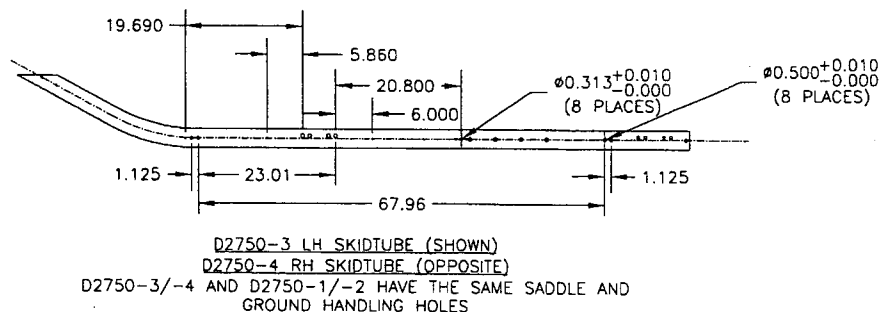 19.690
5.860
20.800
6.000
Ø0.313+0.010
-0.000
(8 PLACES)
Ø0.500+0.010
-0.000
(8 PLACES)
1.125
23.01
1.125
67.96
D2750-3 LH SKIDTUBE (SHOWN)
D2750-4 RH SKIDTUBE (OPPOSITE)
D2750-3/-4 AND D2750-1/-2 HAVE THE SAME SADDLE AND
GROUND HANDLING HOLES